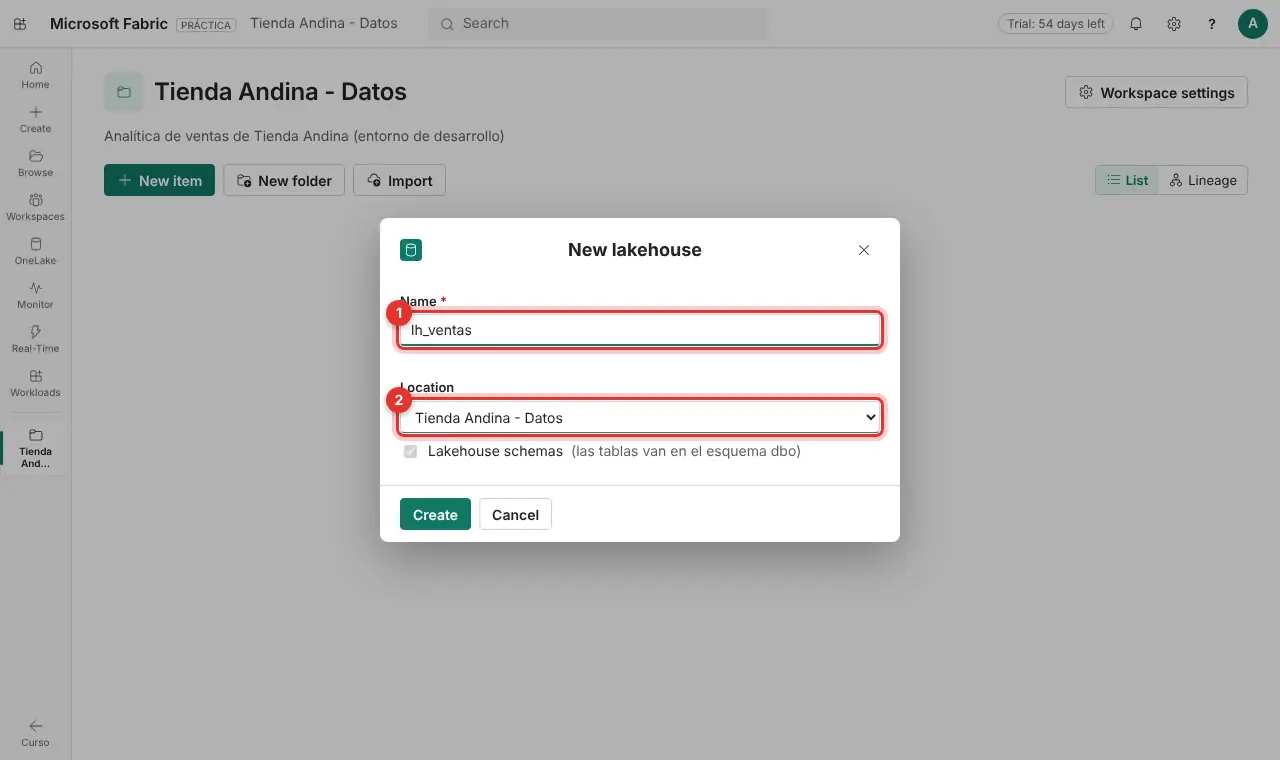 Microsoft Fabric PRÁCTICA Tienda Andina - Datos Search Trial: 54 days left ? A
Home
Create
Browse
Workspaces
OneLake
Monitor
Real-Time
Workloads
Tienda
And...
Curso
Tienda Andina - Datos
Workspace settings
Analítica de ventas de Tienda Andina (entorno de desarrollo)
New item New folder Import List Lineage
New lakehouse
Name *
1
lh_ventas
Location
2
Tienda Andina - Datos
Lakehouse schemas (las tablas van en el esquema dbo)
Create Cancel